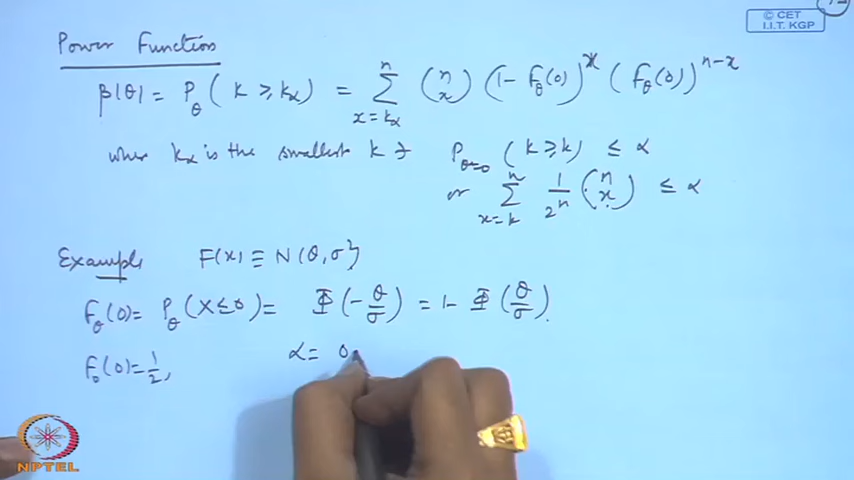 © CET
I.I.T. KGP
Power Function
β(θ) = P_θ (K ≥ k_α) = Σ_{x=k_α}^{n} (n x) (1 - F_θ(0))^x (F_θ(0))^{n-x}
where k_α is the smallest k ∋ P_{θ=0} (K ≥ k) ≤ α
or Σ_{x=k}^{n} 1/2^n (n x) ≤ α
Example F(x) ≡ N(θ, σ²)
F_θ(0) = P_θ (X ≤ 0) = Φ(-θ/σ) = 1 - Φ(θ/σ).
F_0(0) = 1/2, α = 0.
NPTEL